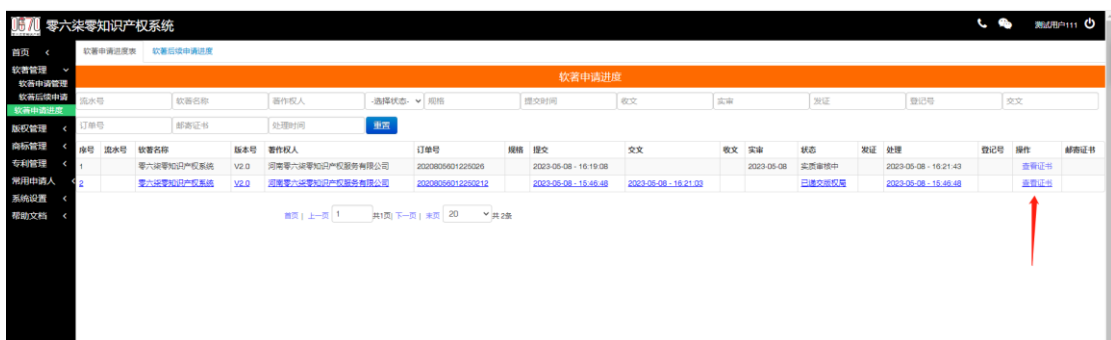 0670 零六柒零知识产权系统 测试用户111
首页 软著申请进度表 软著后续申请进度
软著管理
软著申请管理 软著申请进度
软著后续申请 流水号 软著名称 著作权人 -选择状态- 规格 提交时间 收文 实审 发证 登记号 交文
软著申请进度
版权管理 订单号 邮寄证书 处理时间 重置
商标管理 序号 流水号 软著名称 版本号 著作权人 订单号 规格 提交 交文 收文 实审 状态 发证 处理 登记号 操作 邮寄证书
专利管理 1 零六柒零知识产权系统 V2.0 河南零六柒零知识产权服务有限公司 20208056601225026 2023-05-08 - 16:19:08 2023-05-08 实质审核中 2023-05-08 - 16:21:43 查看证书
常用申请人 2 零六柒零知识产权系统 V2.0 河南零六柒零知识产权服务有限公司 20208056012250212 2023-05-08 - 15:46:48 2023-05-08 - 16:21:03 已递交版权局 2023-05-08 - 15:46:48 查看证书
系统设置
帮助文档 首页 | 上一页 1 共1页| 下一页 | 末页 20 共 2条